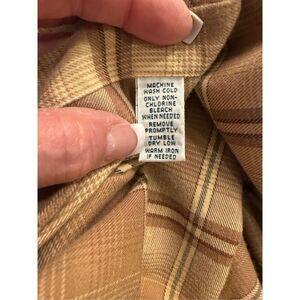 MACHINE
WASH COLD
ONLY NON-
CHLORINE
BLEACH
WHEN NEEDED
REMOVE
PROMPTLY
TUMBLE
DRY LOW
WARM IRON
IF NEEDED